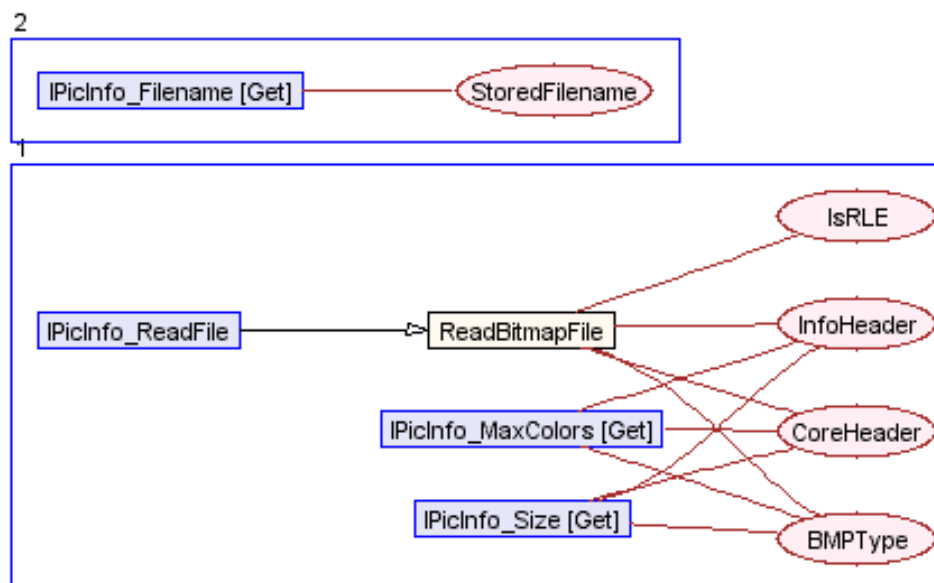 2
IPicInfo_Filename [Get]
StoredFilename
1
IsRLE
IPicInfo_ReadFile
ReadBitmapFile
InfoHeader
IPicInfo_MaxColors [Get]
CoreHeader
IPicInfo_Size [Get]
BMPType